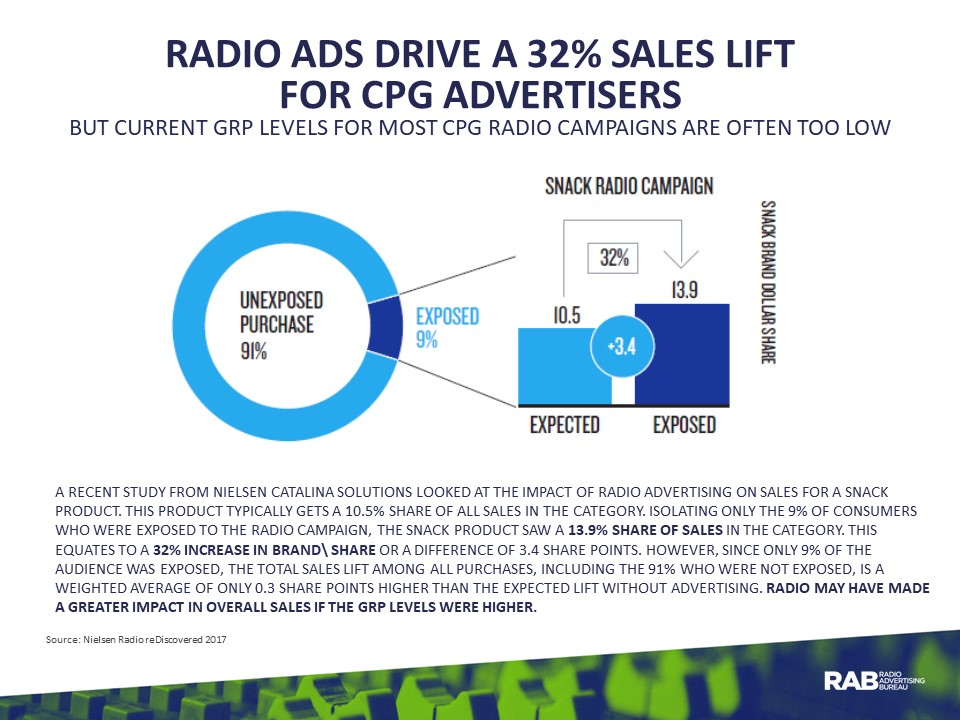 RADIO ADS DRIVE A 32% SALES LIFT
FOR CPG ADVERTISERS
BUT CURRENT GRP LEVELS FOR MOST CPG RADIO CAMPAIGNS ARE OFTEN TOO LOW
SNACK RADIO CAMPAIGN
UNEXPOSED
PURCHASE
91%
EXPOSED
9%
32%
10.5
13.9
+3.4
EXPECTED
EXPOSED
SNACK BRAND DOLLAR SHARE
A RECENT STUDY FROM NIELSEN CATALINA SOLUTIONS LOOKED AT THE IMPACT OF RADIO ADVERTISING ON SALES FOR A SNACK
PRODUCT. THIS PRODUCT TYPICALLY GETS A 10.5% SHARE OF ALL SALES IN THE CATEGORY. ISOLATING ONLY THE 9% OF CONSUMERS
WHO WERE EXPOSED TO THE RADIO CAMPAIGN, THE SNACK PRODUCT SAW A 13.9% SHARE OF SALES IN THE CATEGORY. THIS
EQUATES TO A 32% INCREASE IN BRAND\ SHARE OR A DIFFERENCE OF 3.4 SHARE POINTS. HOWEVER, SINCE ONLY 9% OF THE
AUDIENCE WAS EXPOSED, THE TOTAL SALES LIFT AMONG ALL PURCHASES, INCLUDING THE 91% WHO WERE NOT EXPOSED, IS A
WEIGHTED AVERAGE OF ONLY 0.3 SHARE POINTS HIGHER THAN THE EXPECTED LIFT WITHOUT ADVERTISING. RADIO MAY HAVE MADE
A GREATER IMPACT IN OVERALL SALES IF THE GRP LEVELS WERE HIGHER.
Source: Nielsen Radio reDiscovered 2017
RAB RADIO
ADVERTISING
BUREAU